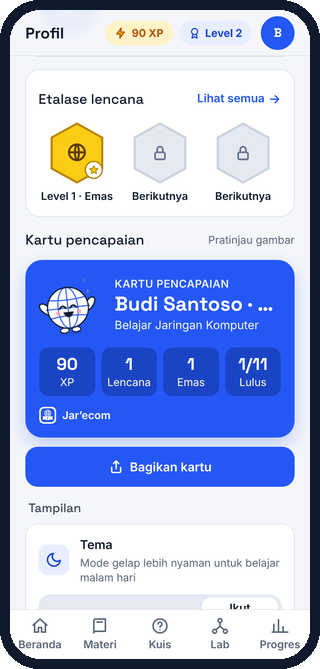 Profil
90 XP
Level 2
B
Etalase lencana
Lihat semua →
Level 1 · Emas
Berikutnya
Berikutnya
Kartu pencapaian
Pratinjau gambar
KARTU PENCAPAIAN
Budi Santoso · ...
Belajar Jaringan Komputer
90
XP
1
Lencana
1
Emas
1/11
Lulus
Jar'ecom
Bagikan kartu
Tampilan
Tema
Mode gelap lebih nyaman untuk belajar
malam hari
Ikut
Beranda
Materi
Kuis
Lab
Progres